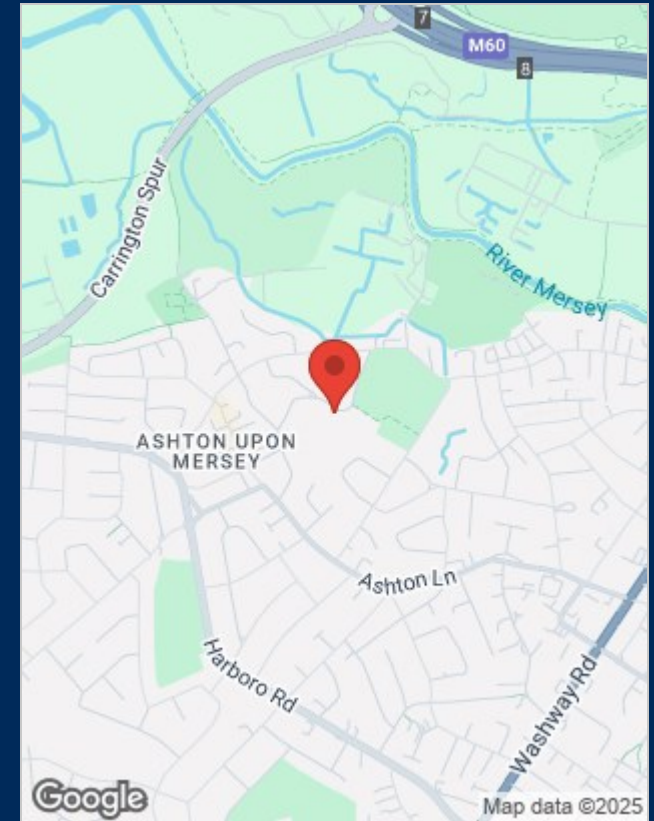 7
M60
8
Carrington Spur
River Mersey
ASHTON UPON
MERSEY
Ashton Ln
Harboro Rd
Washway Rd
Google
Map data ©2025